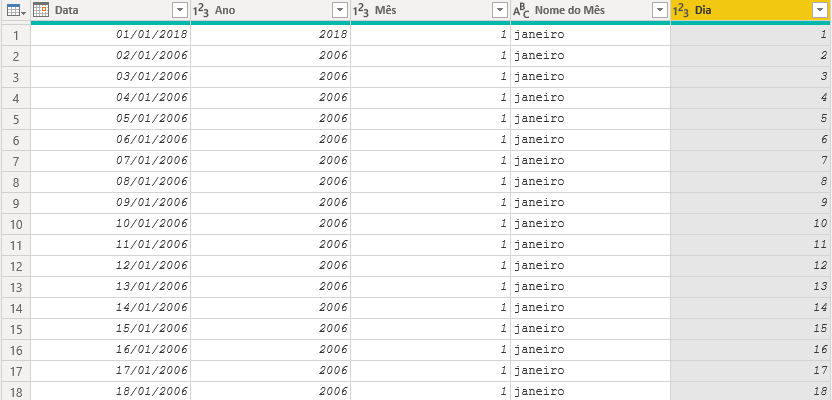 Data 1²3 Ano 1²3 Mês ABC Nome do Mês 1²3 Dia
1 01/01/2018 2018 1 janeiro 1
2 02/01/2006 2006 1 janeiro 2
3 03/01/2006 2006 1 janeiro 3
4 04/01/2006 2006 1 janeiro 4
5 05/01/2006 2006 1 janeiro 5
6 06/01/2006 2006 1 janeiro 6
7 07/01/2006 2006 1 janeiro 7
8 08/01/2006 2006 1 janeiro 8
9 09/01/2006 2006 1 janeiro 9
10 10/01/2006 2006 1 janeiro 10
11 11/01/2006 2006 1 janeiro 11
12 12/01/2006 2006 1 janeiro 12
13 13/01/2006 2006 1 janeiro 13
14 14/01/2006 2006 1 janeiro 14
15 15/01/2006 2006 1 janeiro 15
16 16/01/2006 2006 1 janeiro 16
17 17/01/2006 2006 1 janeiro 17
18 18/01/2006 2006 1 janeiro 18